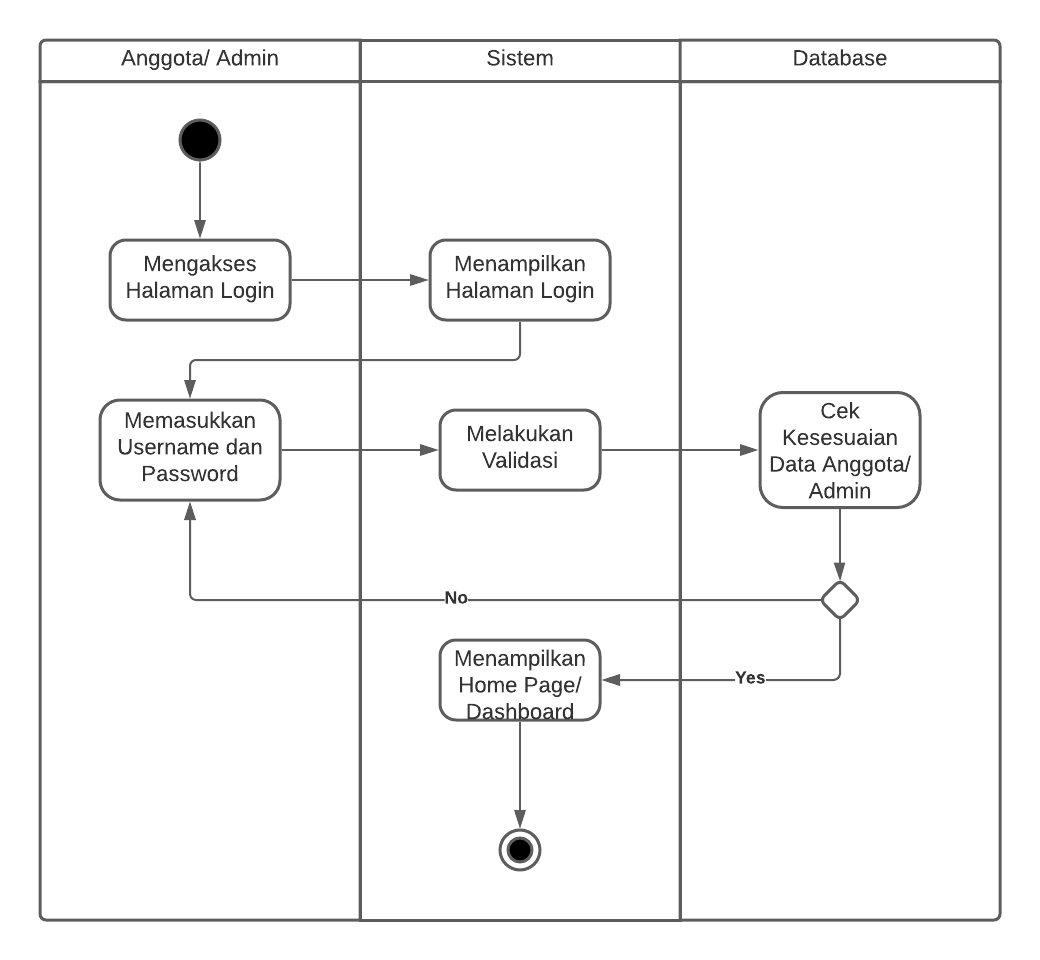 Anggota/ Admin
Sistem
Database
Mengakses
Halaman Login
Menampilkan
Halaman Login
Memasukkan
Username dan
Password
Melakukan
Validasi
Cek
Kesesuaian
Data Anggota/
Admin
No
Yes
Menampilkan
Home Page/
Dashboard